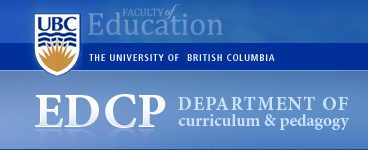 UBC
FACULTY of
Education
THE UNIVERSITY OF BRITISH COLUMBIA
EDCP DEPARTMENT OF
curriculum & pedagogy